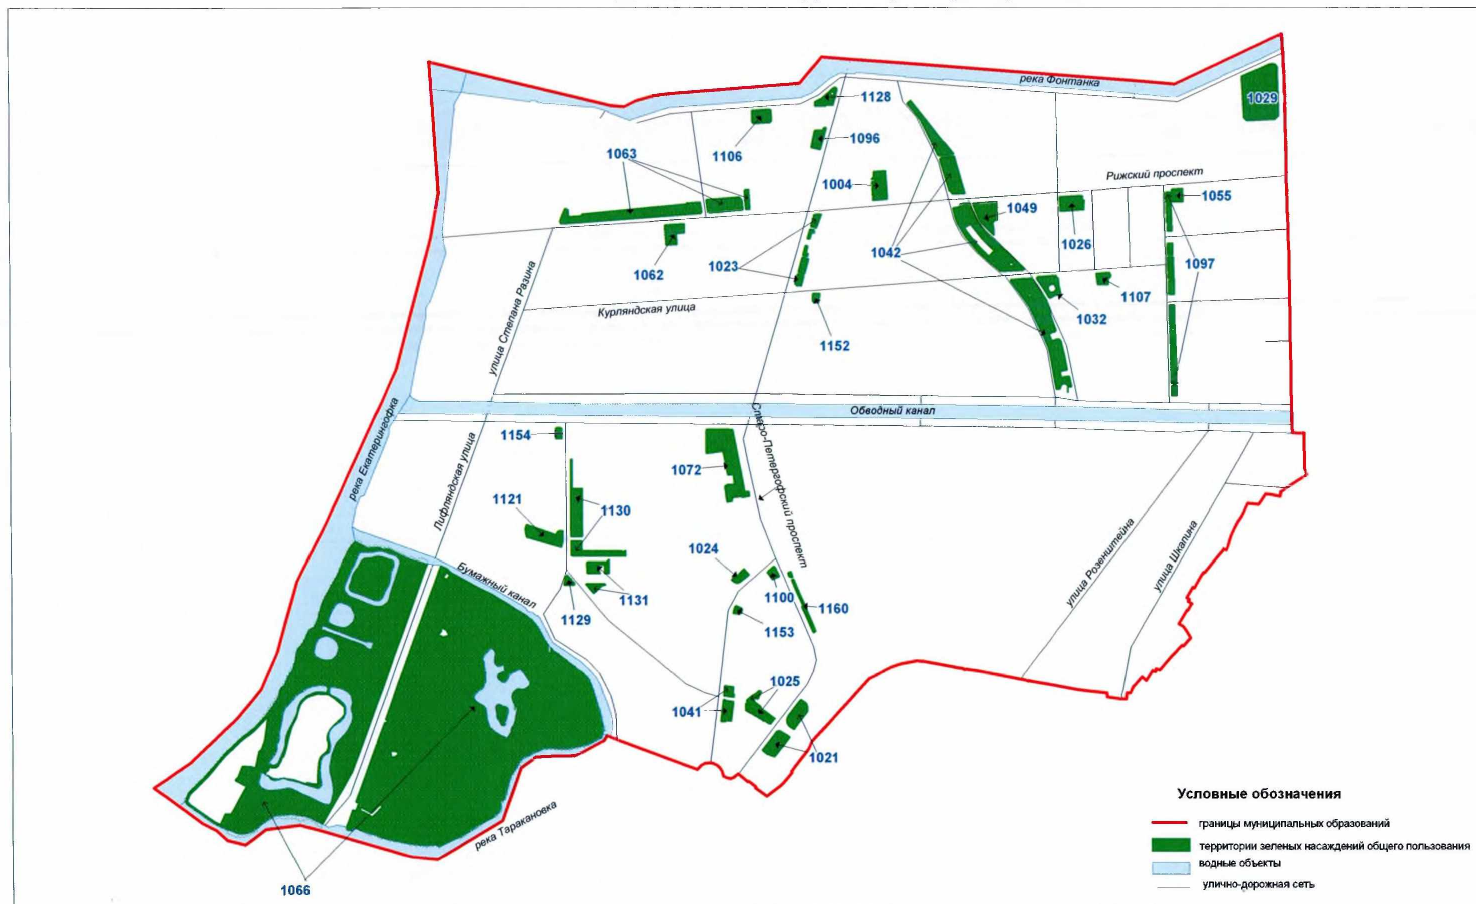 река Фонтанка
1029
1128
1096
1106
1063
1004
Рижский проспект
1055
1049
1026
1042
1097
1062
1023
1107
1032
1152
улица Степана Разина
Курляндская улица
Обводный канал
река Екатерингофка
Лифляндская улица
Старо-Петергофский проспект
1154
1072
1121
1130
1024
1100
1160
1131
1129
1153
Бумажный канал
улица Розенштейна
улица Шкапина
1025
1041
1021
река Таракановка
1066
Условные обозначения
границы муниципальных образований
территории зеленых насаждений общего пользования
водные объекты
улично-дорожная сеть